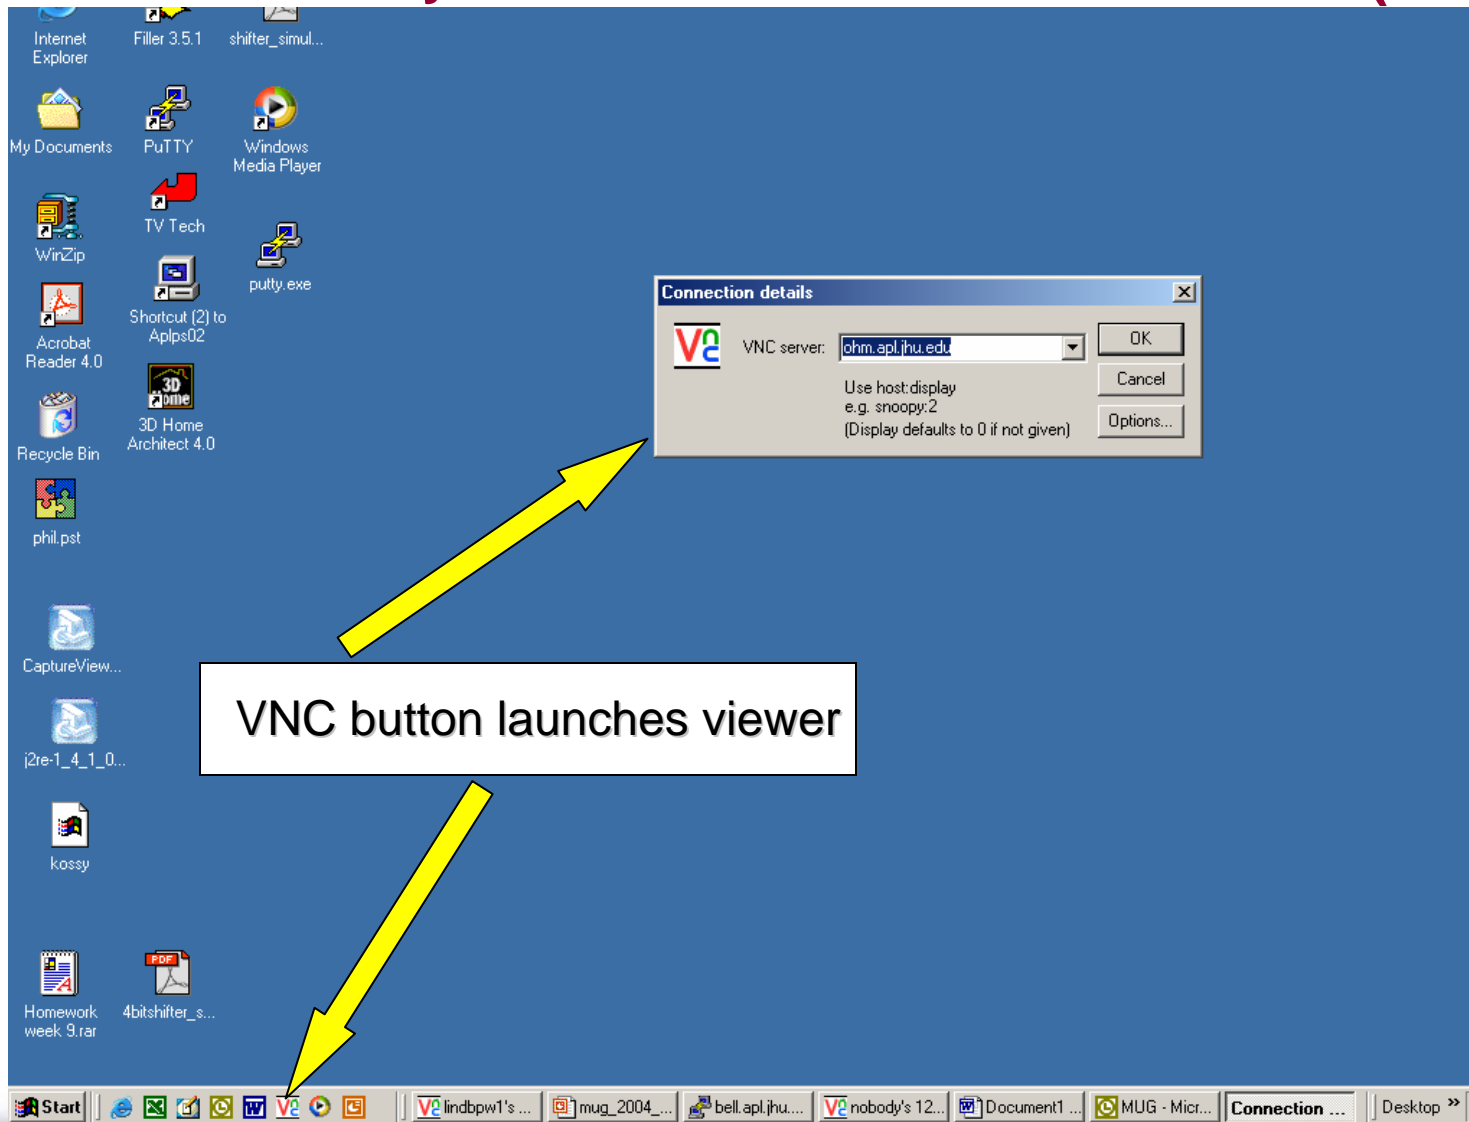 Internet
Explorer
Filler 3.5.1
shifter_simul...
My Documents
PuTTY
Windows
Media Player
WinZip
TV Tech
putty.exe
Acrobat
Reader 4.0
Shortcut (2) to
Aplps02
3D
Home
3D Home
Architect 4.0
Recycle Bin
phil.pst
CaptureView...
j2re-1_4_1_0...
kossy
Homework
week 9.rar
PDF
4bitshifter_s...
Connection details
VNC
VNC server:
ohm.apl.jhu.edu
OK
Use host:display
e.g. snoopy:2
(Display defaults to 0 if not given)
Cancel
Options...
VNC button launches viewer
Start
lindbpw1's ...
mug_2004_...
bell.apl.jhu....
nobody's 12...
Document1 ...
MUG - Micr...
Connection ...
Desktop »